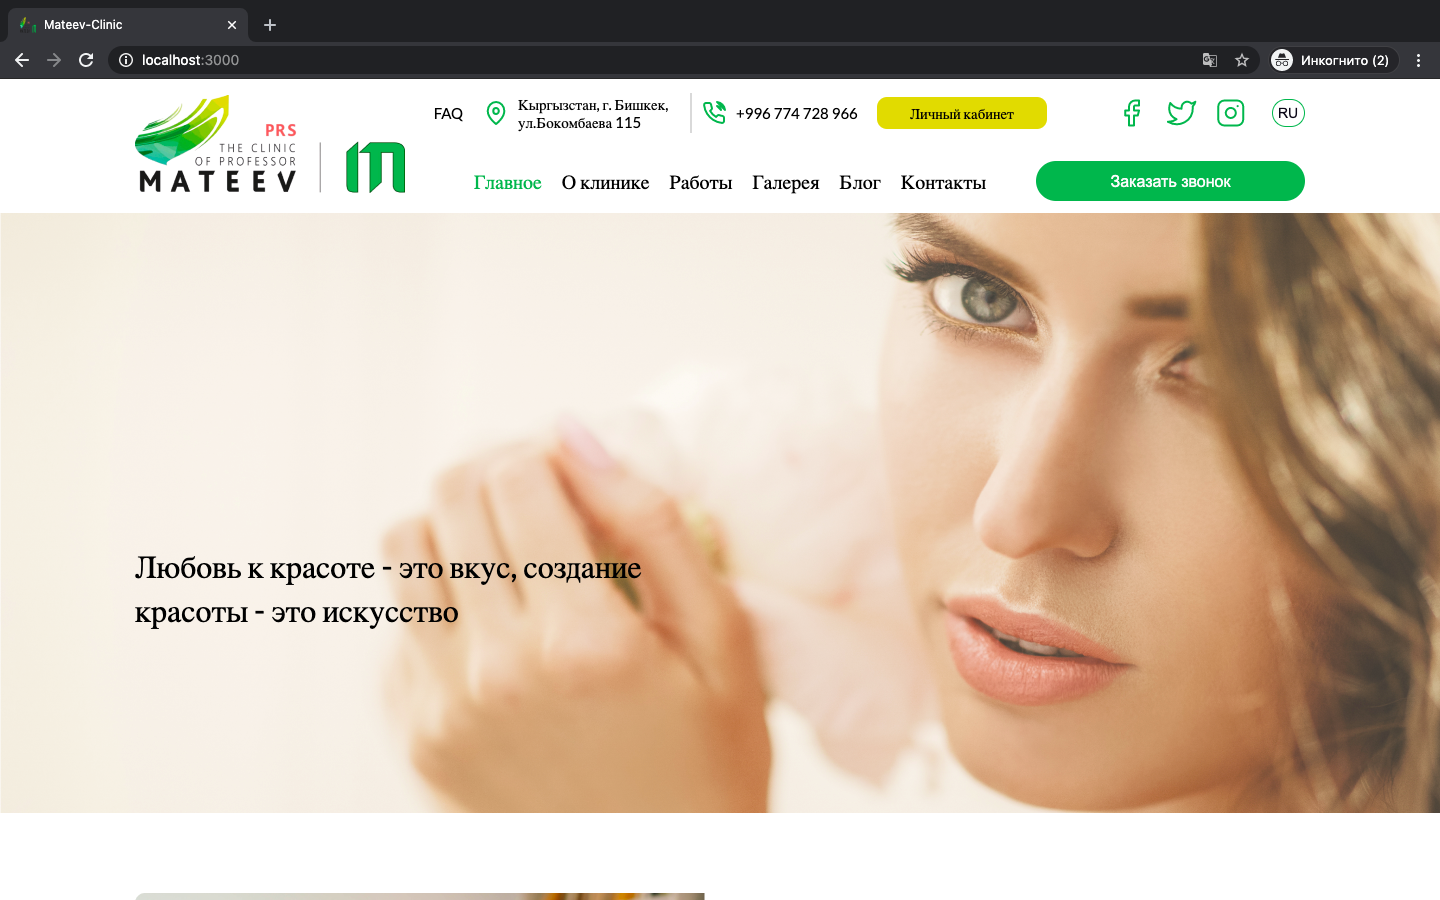 Mateev-Clinic
localhost:3000
Инкогнито (2)
PRS
THE CLINIC
OF PROFESSOR
MATEEV
FAQ
Кыргызстан, г. Бишкек,
ул.Бокомбаева 115
+996 774 728 966
Личный кабинет
RU
Главное О клинике Работы Галерея Блог Контакты
Заказать звонок
Любовь к красоте - это вкус, создание
красоты - это искусство